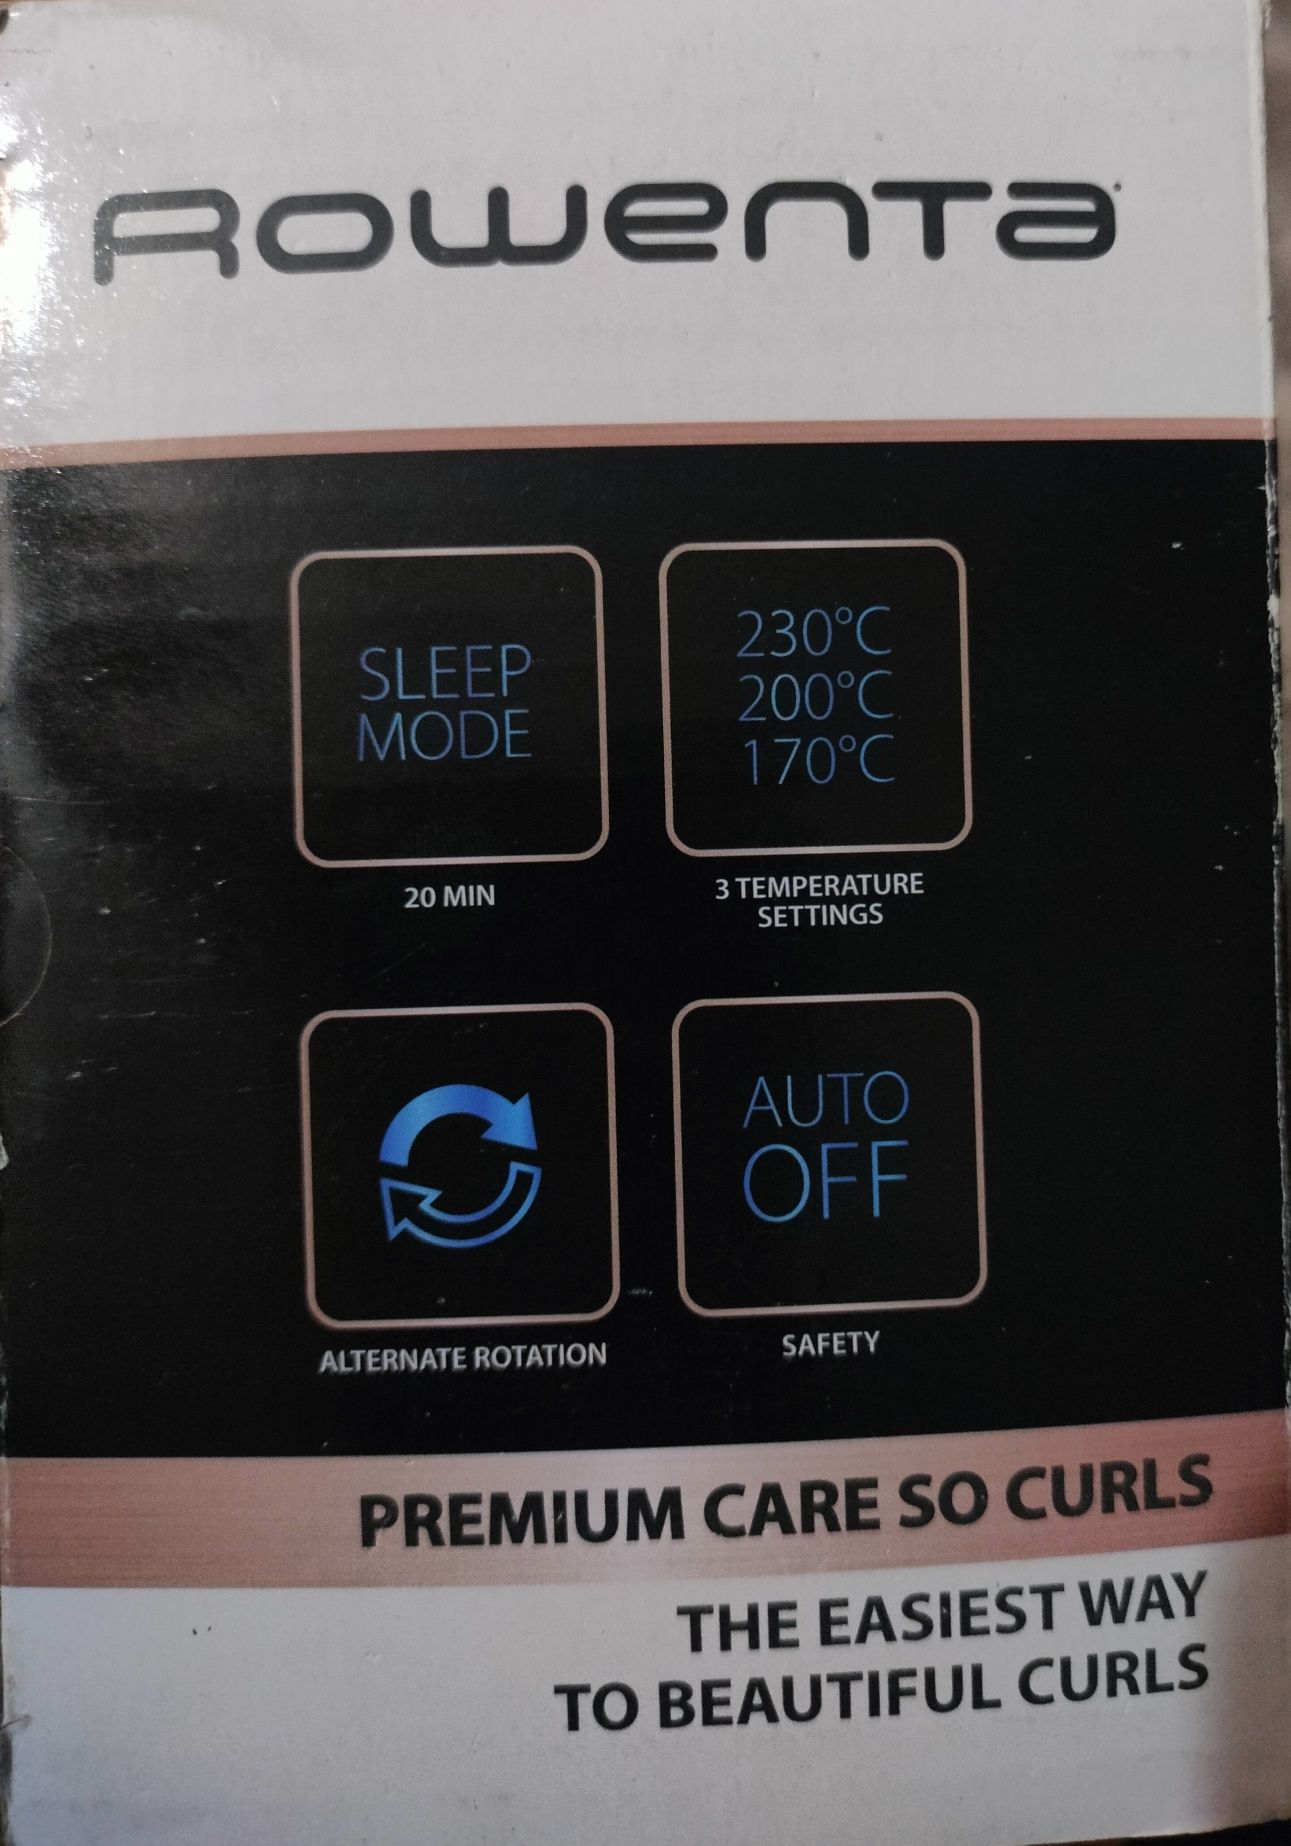 ROWENTA
SLEEP
MODE
20 MIN
230°C
200°C
170°C
3 TEMPERATURE
SETTINGS
ALTERNATE ROTATION
AUTO
OFF
SAFETY
PREMIUM CARE SO CURLS
THE EASIEST WAY
TO BEAUTIFUL CURLS